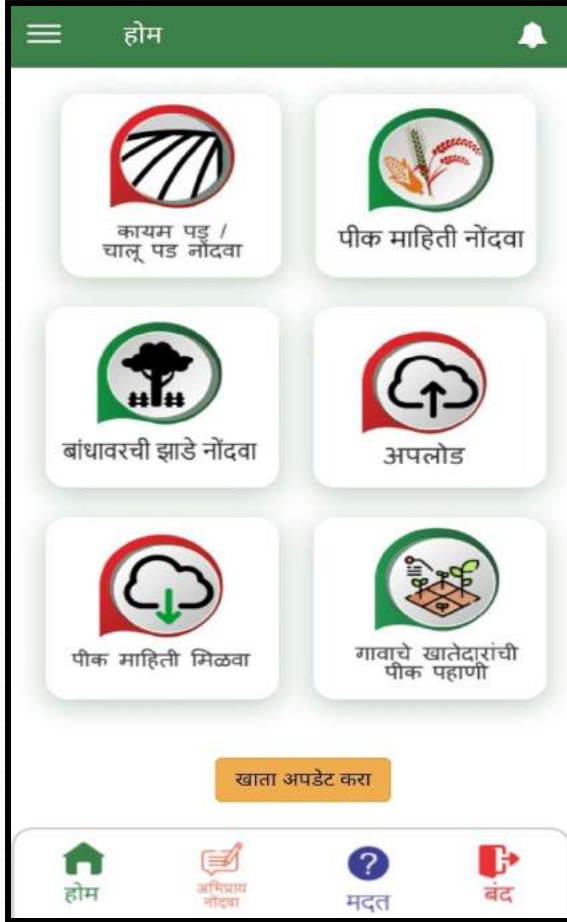 होम
कायम पड /
चालू पड नोंदवा
पीक माहिती नोंदवा
बांधावरची झाडे नोंदवा
अपलोड
पीक माहिती मिळवा
गावाचे खातेदारांची
पीक पहाणी
खाता अपडेट करा
होम
अभिप्राय
नोंदवा
मदत
बंद